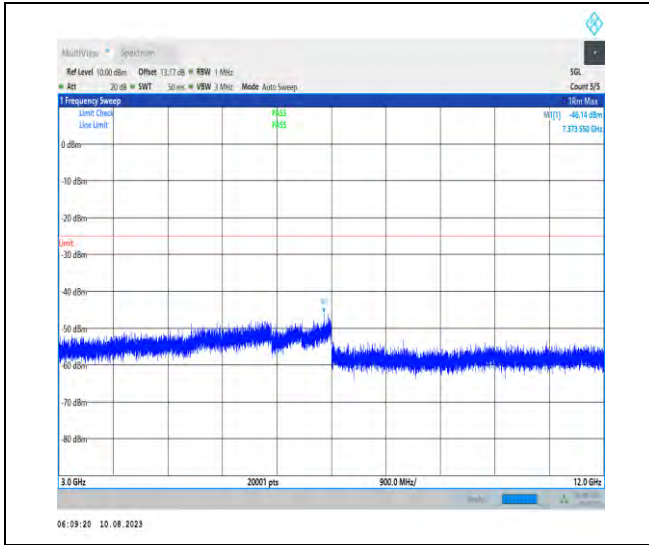 MultiView Spectrum
Ref Level 10.00 dBm Offset 13.17 dB RBW 1 MHz SGL
Att 20 dB SWT 50 ms VBW 3 MHz Mode Auto Sweep Count 5/5
1 Frequency Sweep 1Rm Max
Limit Check PASS M1[1] -46.14 dBm
Line Limit PASS 7.373 550 GHz
0 dBm
-10 dBm
-20 dBm
Limit
-30 dBm
-40 dBm
M1
-50 dBm
-60 dBm
-70 dBm
-80 dBm
3.0 GHz 20001 pts 900.0 MHz/ 12.0 GHz
Ready
06:09:20 10.08.2023